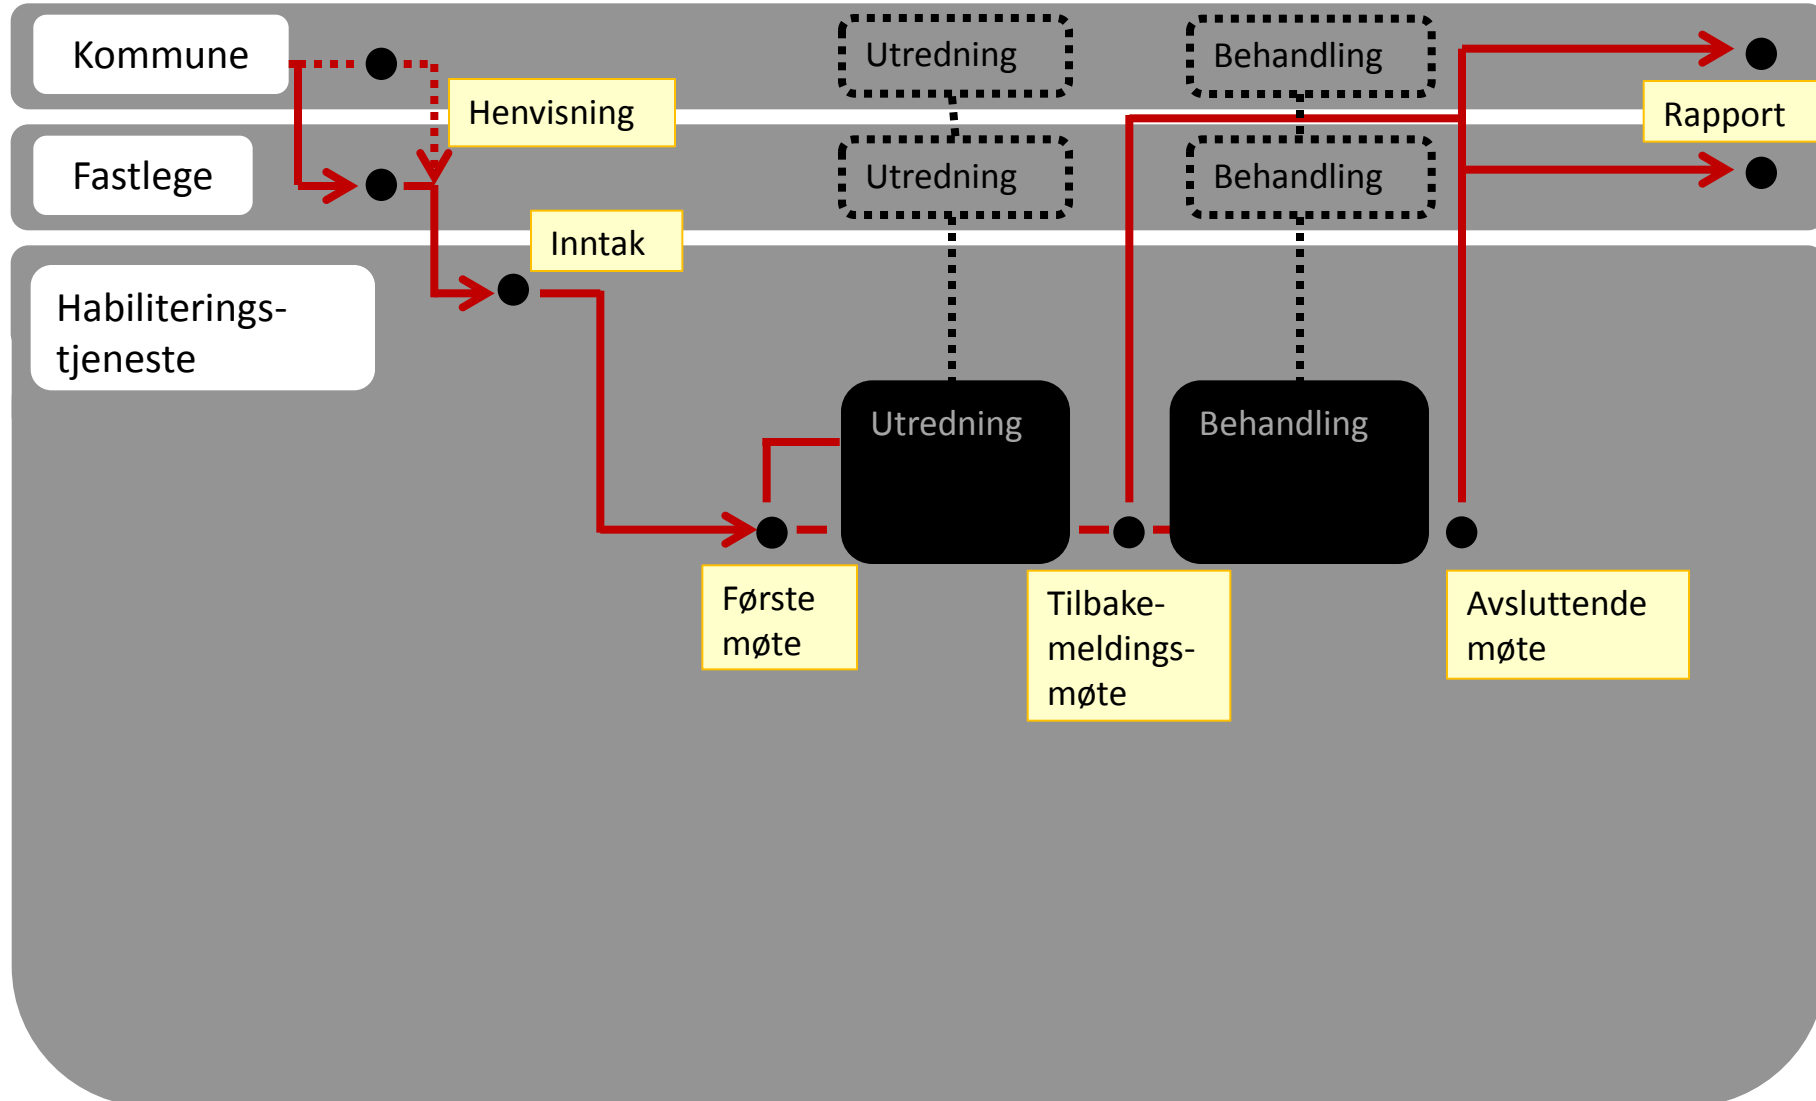 Kommune
Utredning
Behandling
Henvisning
Rapport
Fastlege
Utredning
Behandling
Inntak
Habiliterings-
tjeneste
Utredning
Behandling
Første
møte
Tilbake-
meldings-
møte
Avsluttende
møte